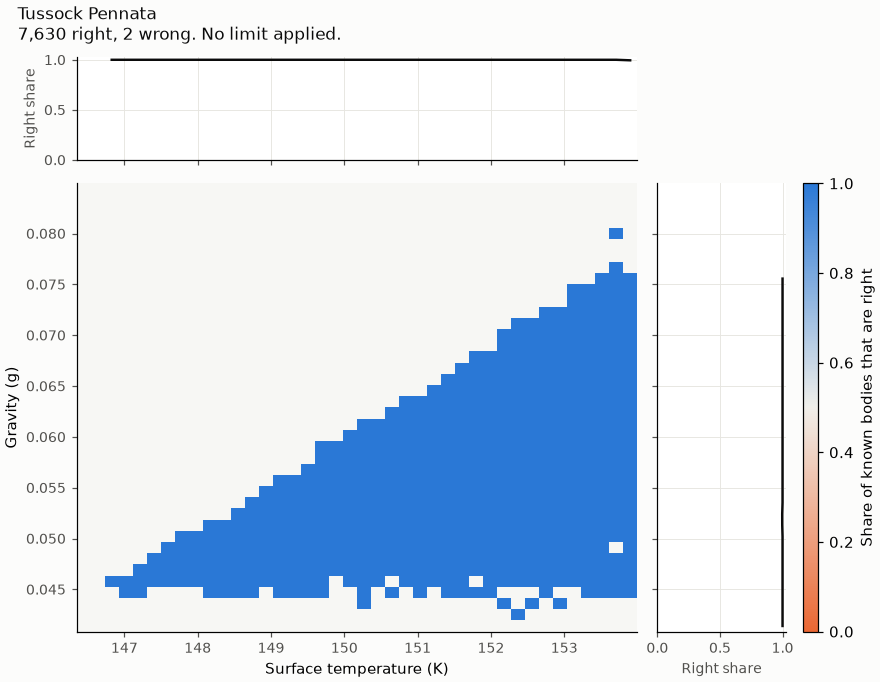 Tussock Pennata
7,630 right, 2 wrong. No limit applied.
Right share
1.0
0.5
0.0
Gravity (g)
0.080
0.075
0.070
0.065
0.060
0.055
0.050
0.045
147 148 149 150 151 152 153
Surface temperature (K)
0.0 0.5 1.0
Right share
1.0
0.8
0.6
0.4
0.2
0.0
Share of known bodies that are right